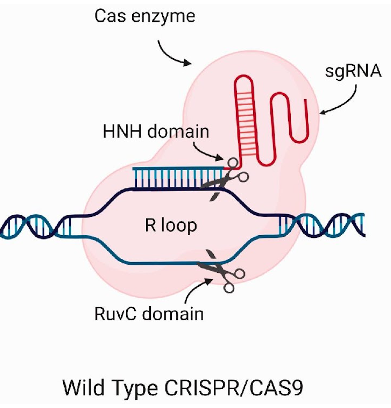 Cas enzyme
sgRNA
HNH domain
R loop
RuvC domain
Wild Type CRISPR/CAS9